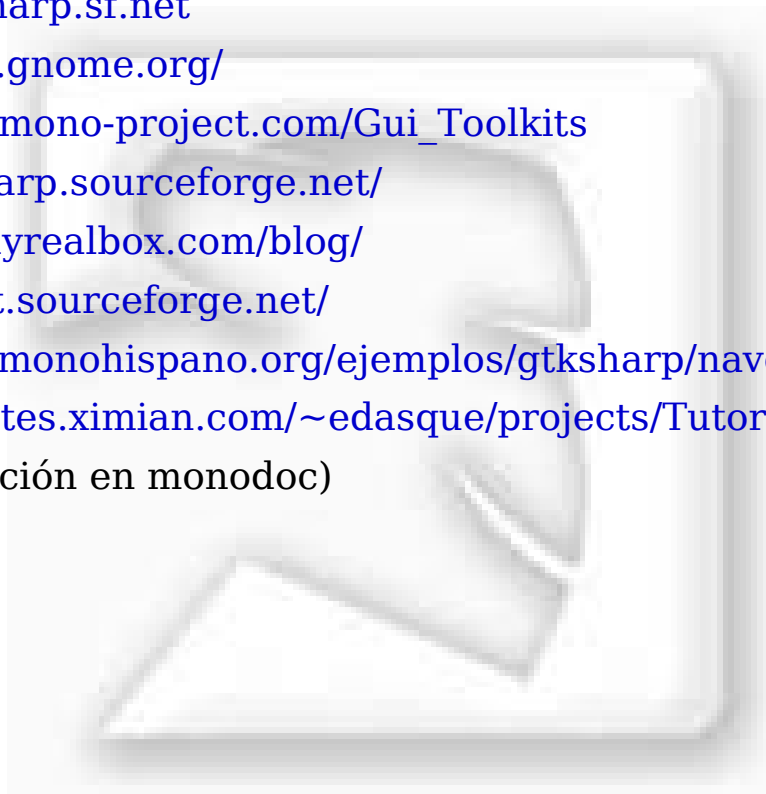 harp.sf.net
.gnome.org/
mono-project.com/Gui_Toolkits
arp.sourceforge.net/
yrealbox.com/blog/
t.sourceforge.net/
monohispano.org/ejemplos/gtksharp/nav
tes.ximian.com/~edasque/projects/Tutor
ción en monodoc)